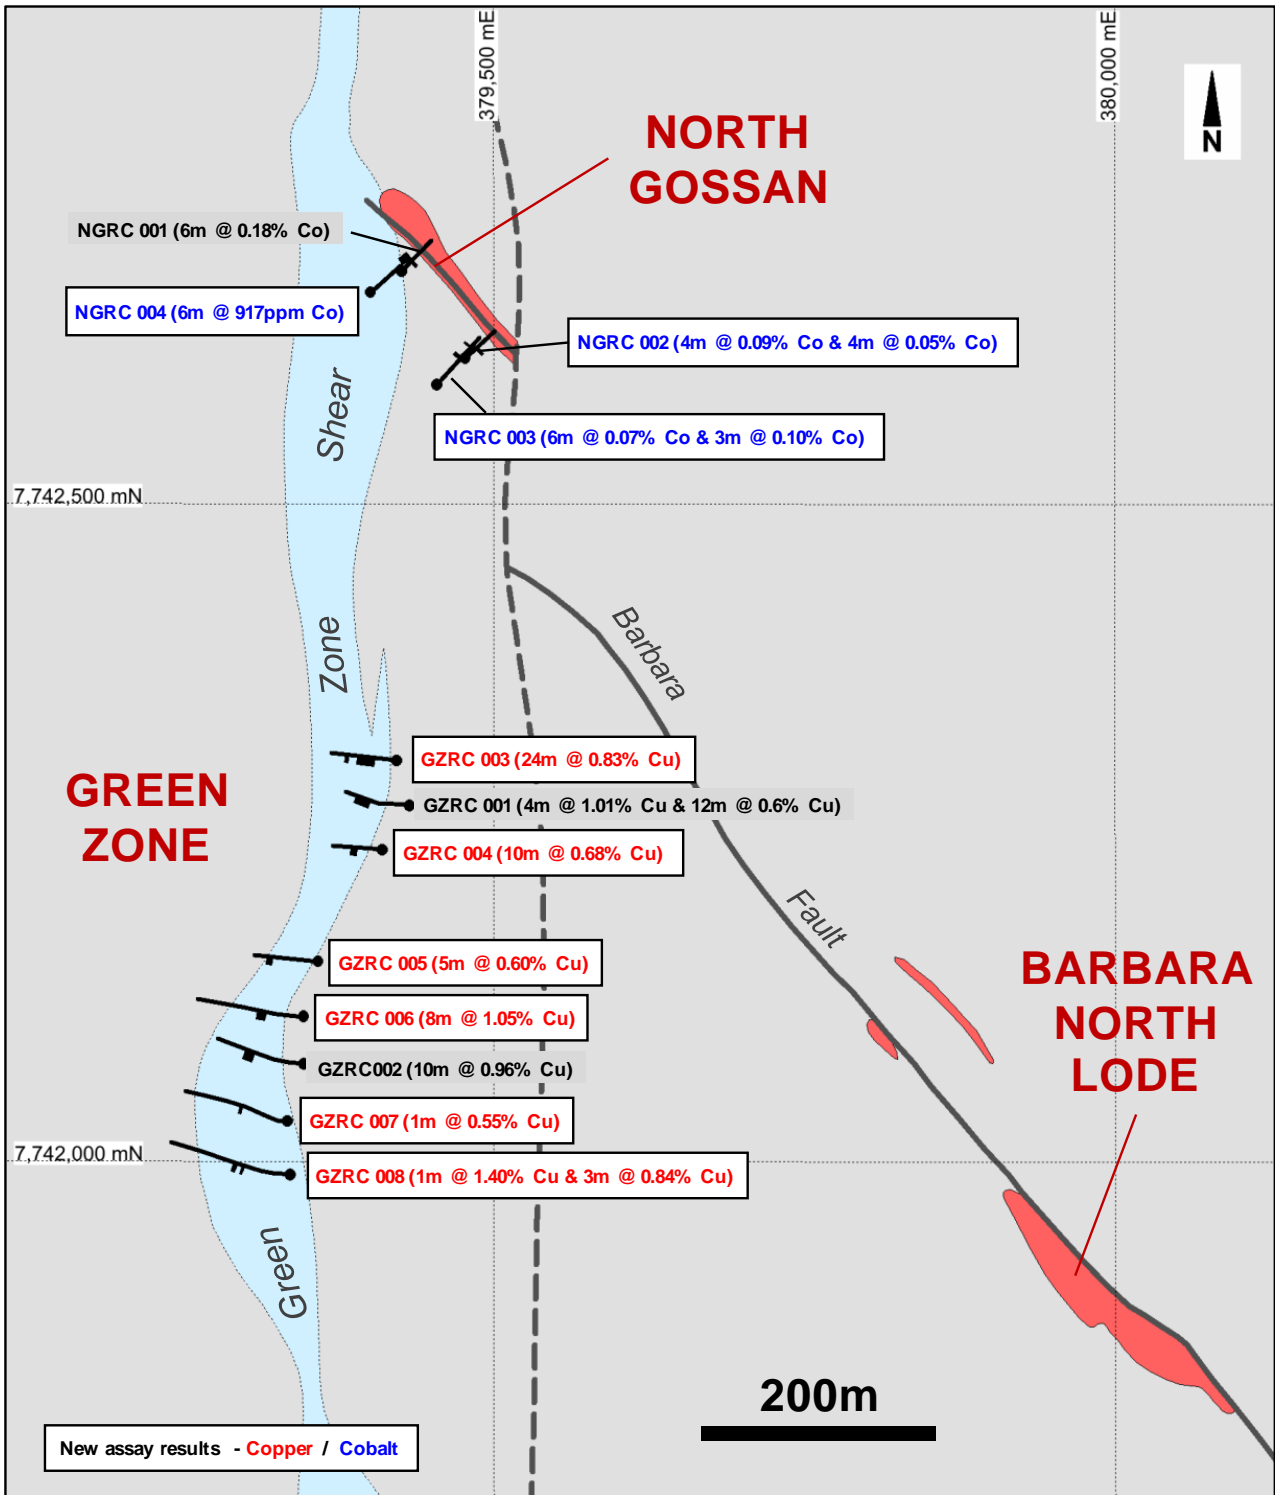 379,500 mE
380,000 mE
N
NORTH
GOSSAN
NGRC 001 (6m @ 0.18% Co)
NGRC 004 (6m @ 917ppm Co)
NGRC 002 (4m @ 0.09% Co & 4m @ 0.05% Co)
NGRC 003 (6m @ 0.07% Co & 3m @ 0.10% Co)
Shear
7,742,500 mN
Zone
Barbara
GZRC 003 (24m @ 0.83% Cu)
GREEN
ZONE
GZRC 001 (4m @ 1.01% Cu & 12m @ 0.6% Cu)
GZRC 004 (10m @ 0.68% Cu)
Fault
GZRC 005 (5m @ 0.60% Cu)
BARBARA
NORTH
LODE
GZRC 006 (8m @ 1.05% Cu)
GZRC002 (10m @ 0.96% Cu)
GZRC 007 (1m @ 0.55% Cu)
7,742,000 mN
GZRC 008 (1m @ 1.40% Cu & 3m @ 0.84% Cu)
Green
200m
New assay results - Copper / Cobalt